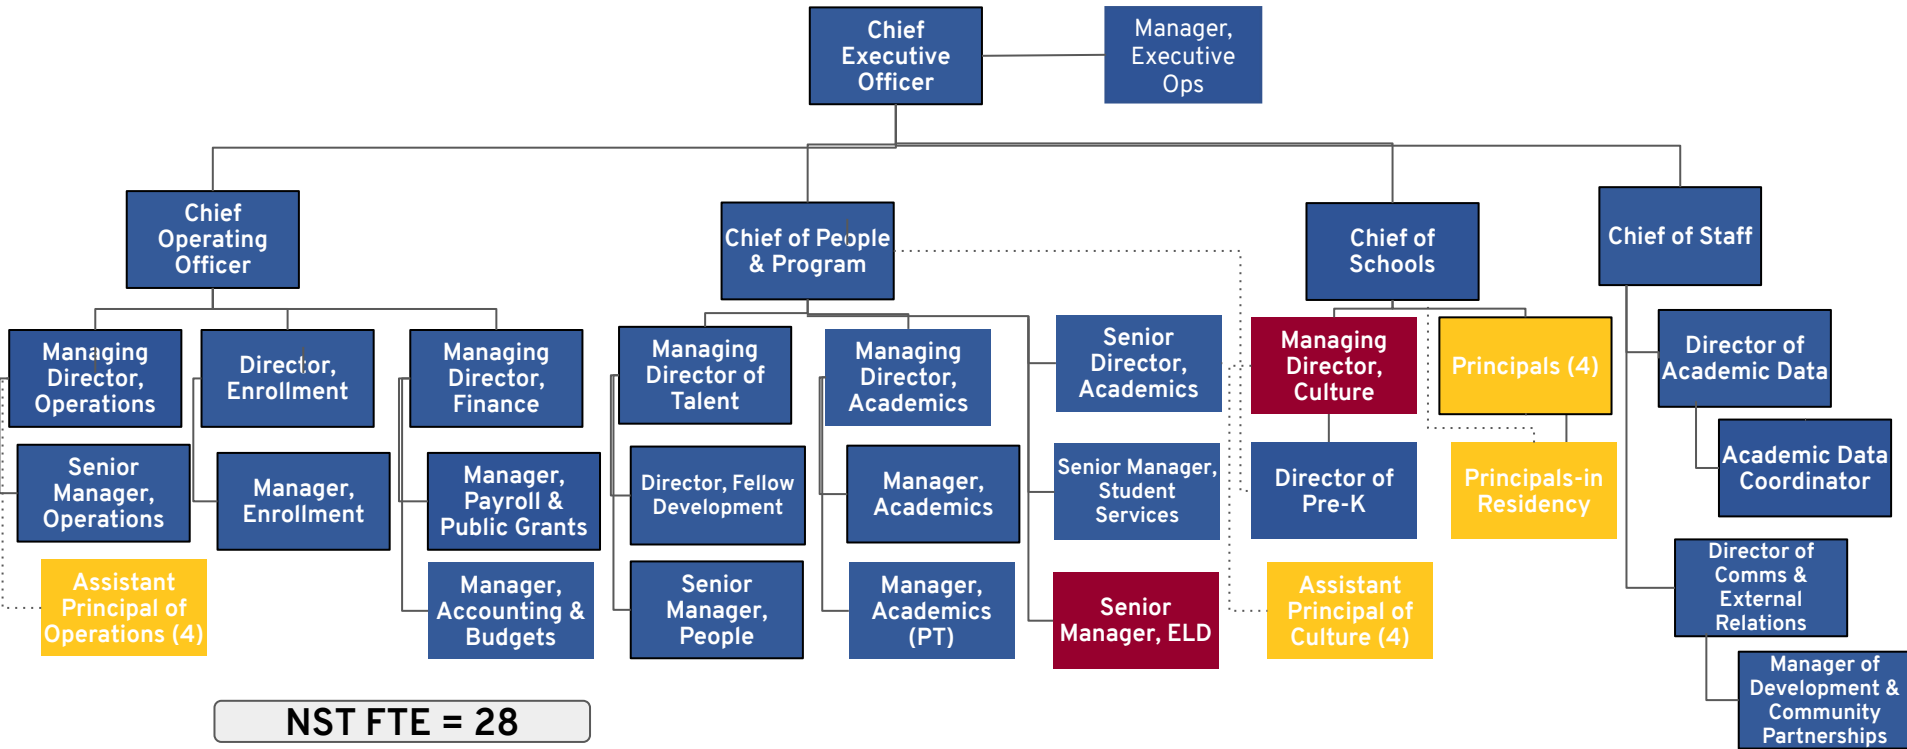 Chief
Executive
Officer
Manager,
Executive
Ops
Chief
Operating
Officer
Chief of People
& Program
Chief of
Schools
Chief of Staff
Managing
Director,
Operations
Director,
Enrollment
Managing
Director,
Finance
Managing
Director of
Talent
Managing
Director,
Academics
Senior
Director,
Academics
Managing
Director,
Culture
Principals (4)
Director of
Academic Data
Senior
Manager,
Operations
Manager,
Enrollment
Manager,
Payroll &
Public Grants
Director, Fellow
Development
Manager,
Academics
Senior Manager,
Student
Services
Director of
Pre-K
Principals-in
Residency
Academic Data
Coordinator
Assistant
Principal of
Operations (4)
Manager,
Accounting &
Budgets
Senior
Manager,
People
Manager,
Academics
(PT)
Senior
Manager, ELD
Assistant
Principal of
Culture (4)
Director of
Comms &
External
Relations
Manager of
Development &
Community
Partnerships
NST FTE = 28